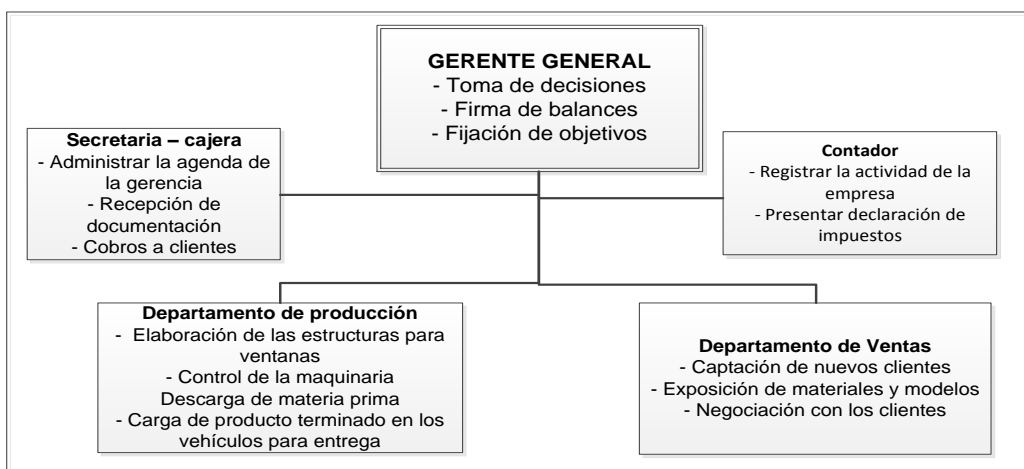 GERENTE GENERAL
- Toma de decisiones
- Firma de balances
- Fijación de objetivos
Secretaria – cajera
- Administrar la agenda de
la gerencia
- Recepción de
documentación
- Cobros a clientes
Contador
- Registrar la actividad de la
empresa
- Presentar declaración de
impuestos
Departamento de producción
- Elaboración de las estructuras para
ventanas
- Control de la maquinaria
Descarga de materia prima
- Carga de producto terminado en los
vehículos para entrega
Departamento de Ventas
- Captación de nuevos clientes
- Exposición de materiales y modelos
- Negociación con los clientes